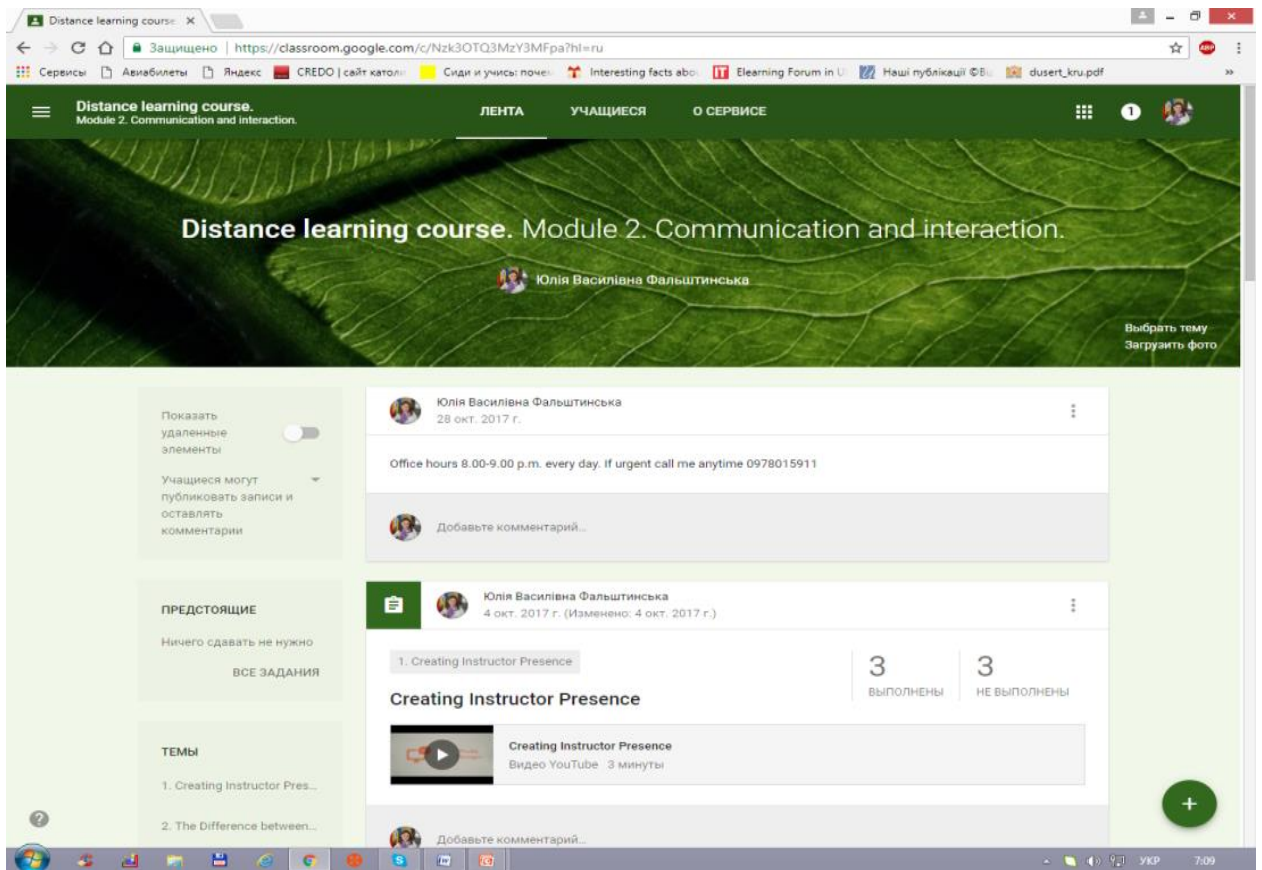 Distance learning course.
Защищено | https://classroom.google.com/c/Nzk3OTQ3MzY3MFpa?hl=ru
Сервисы Авиабилеты Яндекс CREDO | сайт католи Сиди и учись: почем Interesting facts abo Elearning Forum in U Наші публікації ©Бі dusert_kru.pdf »
Distance learning course.
Module 2. Communication and interaction.
ЛЕНТА УЧАЩИЕСЯ О СЕРВИСЕ
1
Distance learning course. Module 2. Communication and interaction.
Юлія Василівна Фальштинська
Выбрать тему
Загрузить фото
Показать
удаленные
элементы
Учащиеся могут
публиковать записи и
оставлять
комментарии
Юлія Василівна Фальштинська
28 окт. 2017 г.
Office hours 8.00-9.00 p.m. every day. If urgent call me anytime 0978015911
Добавьте комментарий...
ПРЕДСТОЯЩИЕ
Ничего сдавать не нужно
ВСЕ ЗАДАНИЯ
Юлія Василівна Фальштинська
4 окт. 2017 г. (Изменено: 4 окт. 2017 г.)
1. Creating Instructor Presence
3 3
ВЫПОЛНЕНЫ НЕ ВЫПОЛНЕНЫ
Creating Instructor Presence
Creating Instructor Presence
Видео YouTube 3 минуты
ТЕМЫ
1. Creating Instructor Pres...
2. The Difference between...
Добавьте комментарий...
УКР 7:09